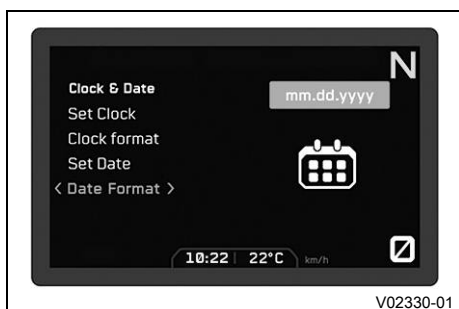 N
Clock & Date
mm.dd.yyyy
Set Clock
Clock format
Set Date
< Date Format >
10:22 22°C km/h
0
V02330-01